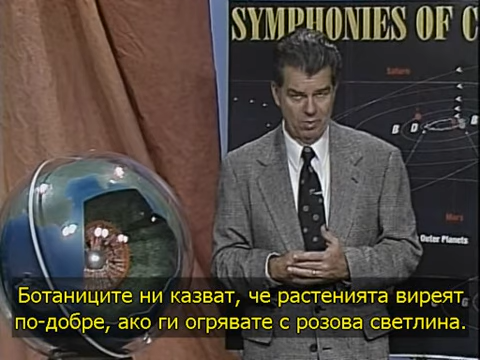 SYMPHONIES OF C
Saturn
B
D
B
Mars
Outer Planets
Ботаниците ни казват, че растенията виреят
по-добре, ако ги огрявате с розова светлина.